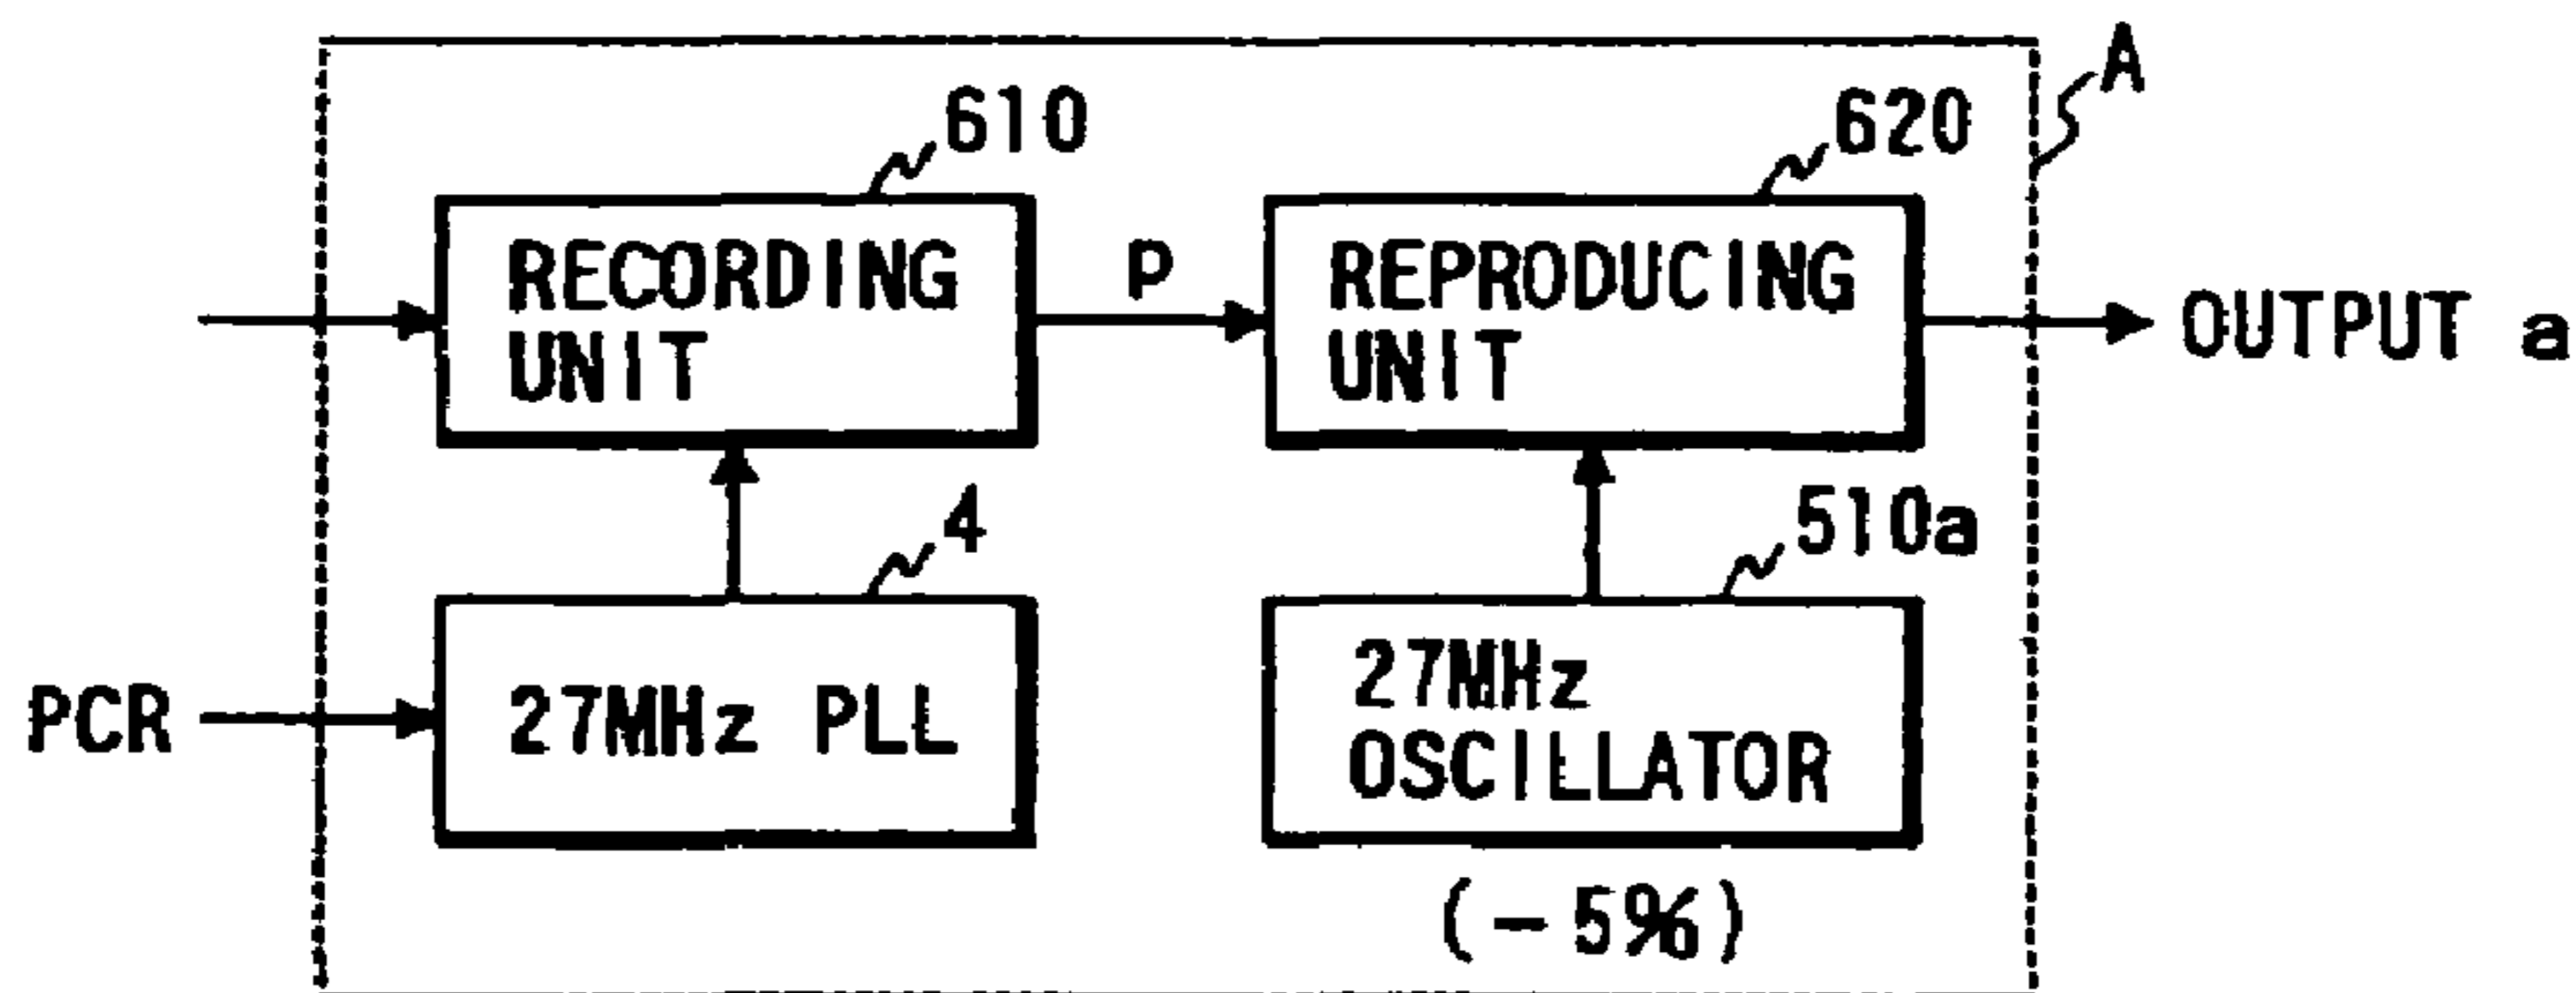 A
610
620
RECORDING
UNIT
p
REPRODUCING
UNIT
OUTPUT a
4
510a
PCR
27MHz PLL
27MHz
OSCILLATOR
(-5%)